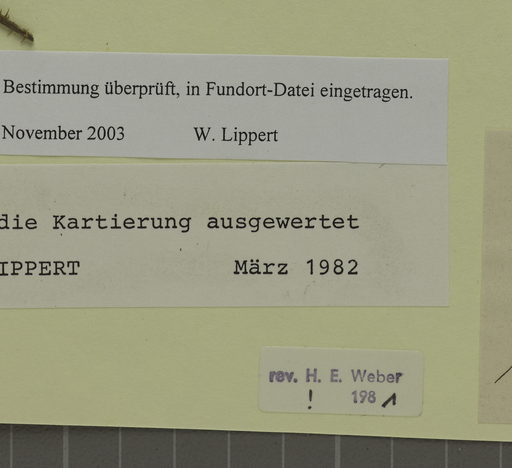 Bestimmung überprüft, in Fundort-Datei eingetragen.
November 2003 W. Lippert
die Kartierung ausgewertet
IPPERT März 1982
rev. H. E. Weber
! 1981